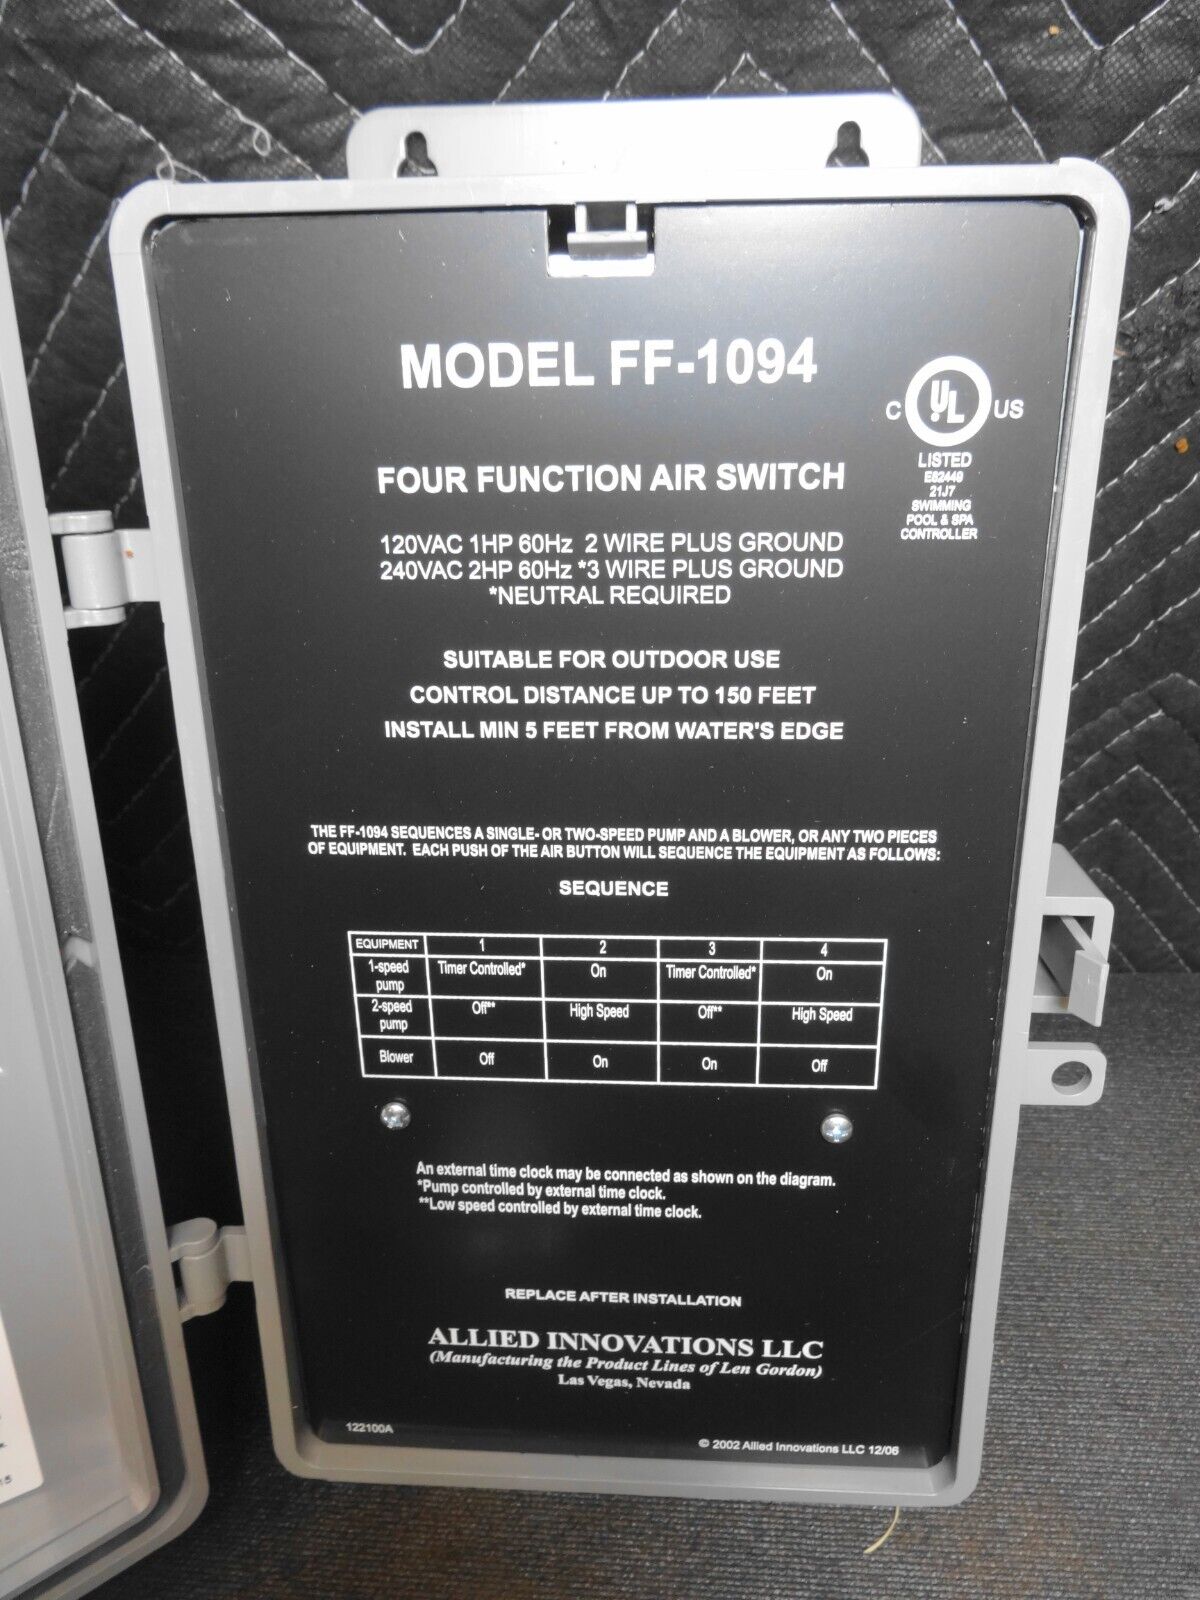 MODEL FF-1094
C UL US
LISTED
E82449
21J7
SWIMMING
POOL & SPA
CONTROLLER
FOUR FUNCTION AIR SWITCH
120VAC 1HP 60Hz 2 WIRE PLUS GROUND
240VAC 2HP 60Hz *3 WIRE PLUS GROUND
*NEUTRAL REQUIRED
SUITABLE FOR OUTDOOR USE
CONTROL DISTANCE UP TO 150 FEET
INSTALL MIN 5 FEET FROM WATER'S EDGE
THE FF-1094 SEQUENCES A SINGLE- OR TWO-SPEED PUMP AND A BLOWER, OR ANY TWO PIECES
OF EQUIPMENT. EACH PUSH OF THE AIR BUTTON WILL SEQUENCE THE EQUIPMENT AS FOLLOWS:
SEQUENCE
EQUIPMENT 1 2 3 4
1-speed pump Timer Controlled* On Timer Controlled* On
2-speed pump Off** High Speed Off** High Speed
Blower Off On On Off
An external time clock may be connected as shown on the diagram.
*Pump controlled by external time clock.
**Low speed controlled by external time clock.
REPLACE AFTER INSTALLATION
ALLIED INNOVATIONS LLC
(Manufacturing the Product Lines of Len Gordon)
Las Vegas, Nevada
122100A
© 2002 Allied Innovations LLC 12/06